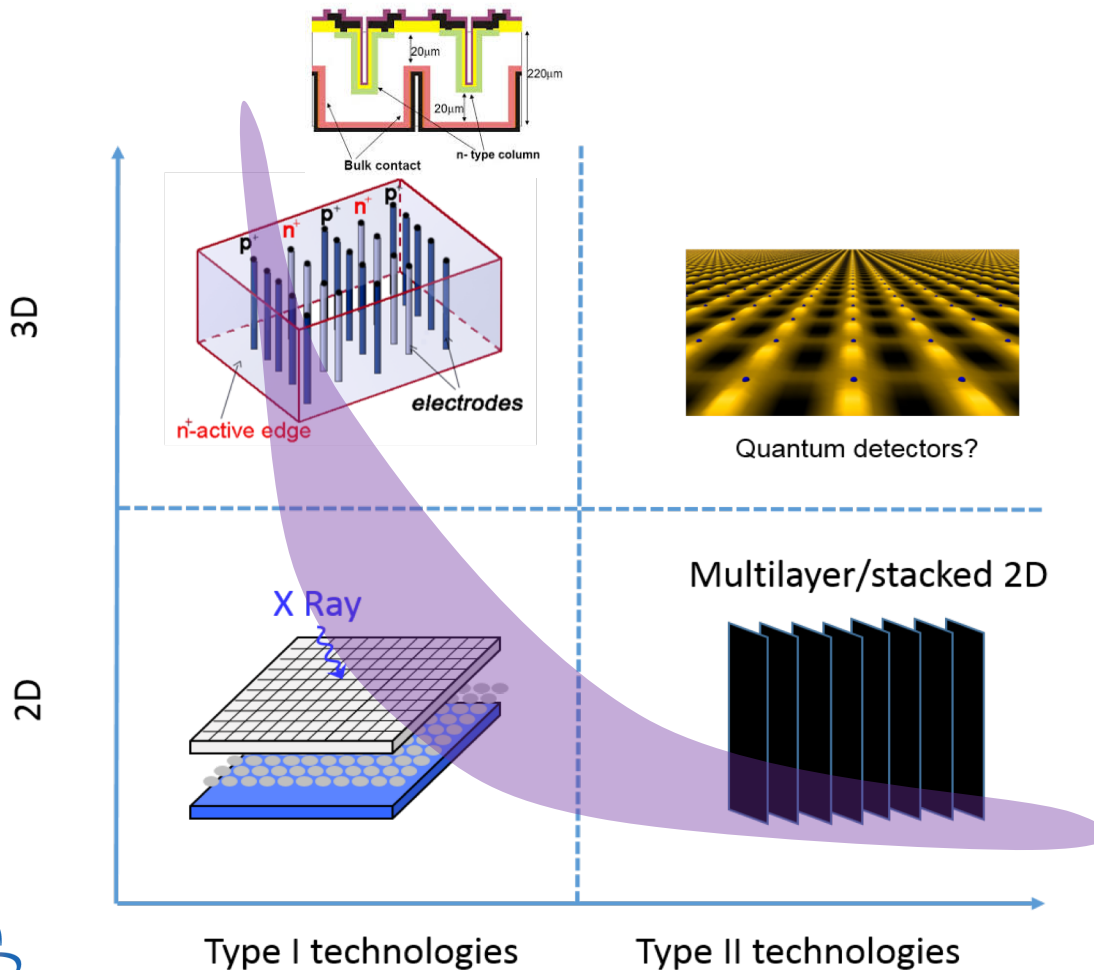 20μm
220μm
20μm
Bulk contact
n- type column
p+
n+
p+
n+
p+
3D
electrodes
n+-active edge
Quantum detectors?
Multilayer/stacked 2D
X Ray
2D
Type I technologies
Type II technologies